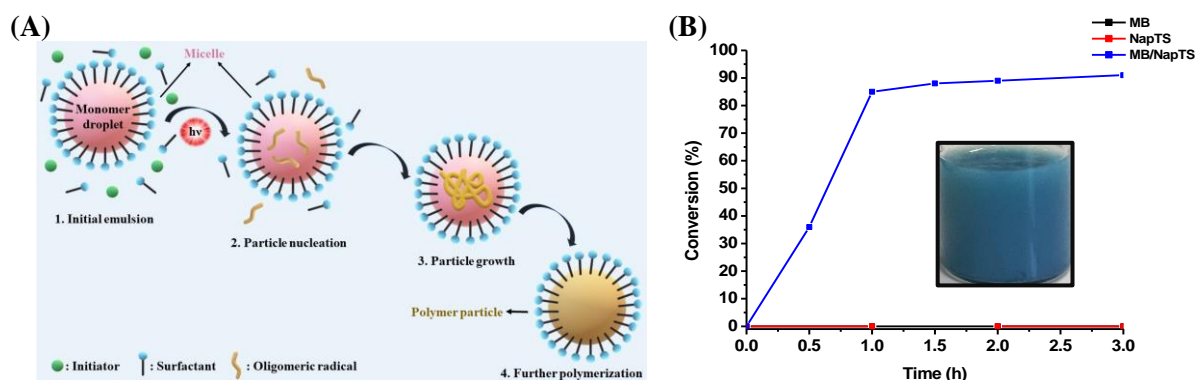 (A)
Micelle
Monomer
droplet
hν
1. Initial emulsion
2. Particle nucleation
3. Particle growth
Polymer particle
4. Further polymerization
: Initiator
: Surfactant
: Oligomeric radical
(B)
MB
NapTS
MB/NapTS
100
90
80
70
60
50
40
30
20
10
0
Conversion (%)
0.0
0.5
1.0
1.5
2.0
2.5
3.0
Time (h)